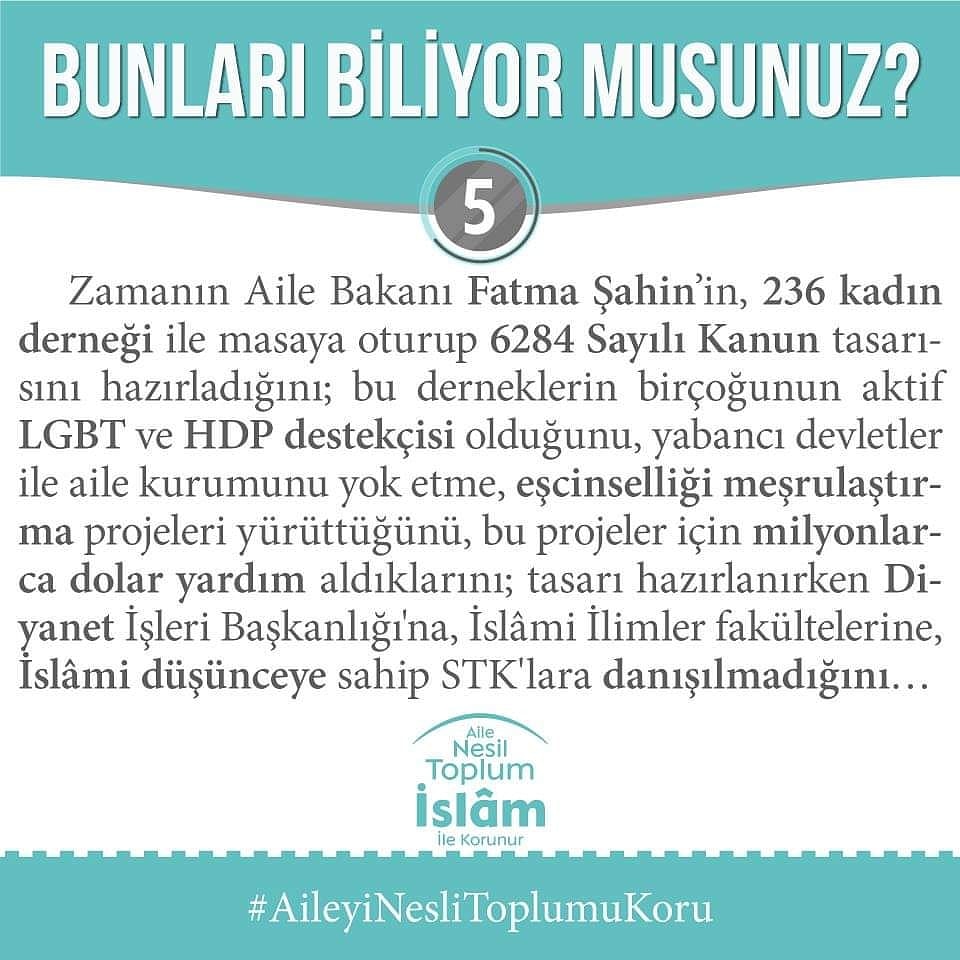 BUNLARI BİLİYOR MUSUNUZ?
5
Zamanın Aile Bakanı Fatma Şahin’in, 236 kadın
derneği ile masaya oturup 6284 Sayılı Kanun tasarı-
sını hazırladığını; bu derneklerin birçoğunun aktif
LGBT ve HDP destekçisi olduğunu, yabancı devletler
ile aile kurumunu yok etme, eşcinselliği meşrulaştır-
ma projeleri yürüttüğünü, bu projeler için milyonlar-
ca dolar yardım aldıklarını; tasarı hazırlanırken Di-
yanet İşleri Başkanlığı'na, İslâmi İlimler fakültelerine,
İslâmi düşünceye sahip STK'lara danışılmadığını...
Aile
Nesil
Toplum
İslâm
İle Korunur
#AileyiNesliToplumuKoru